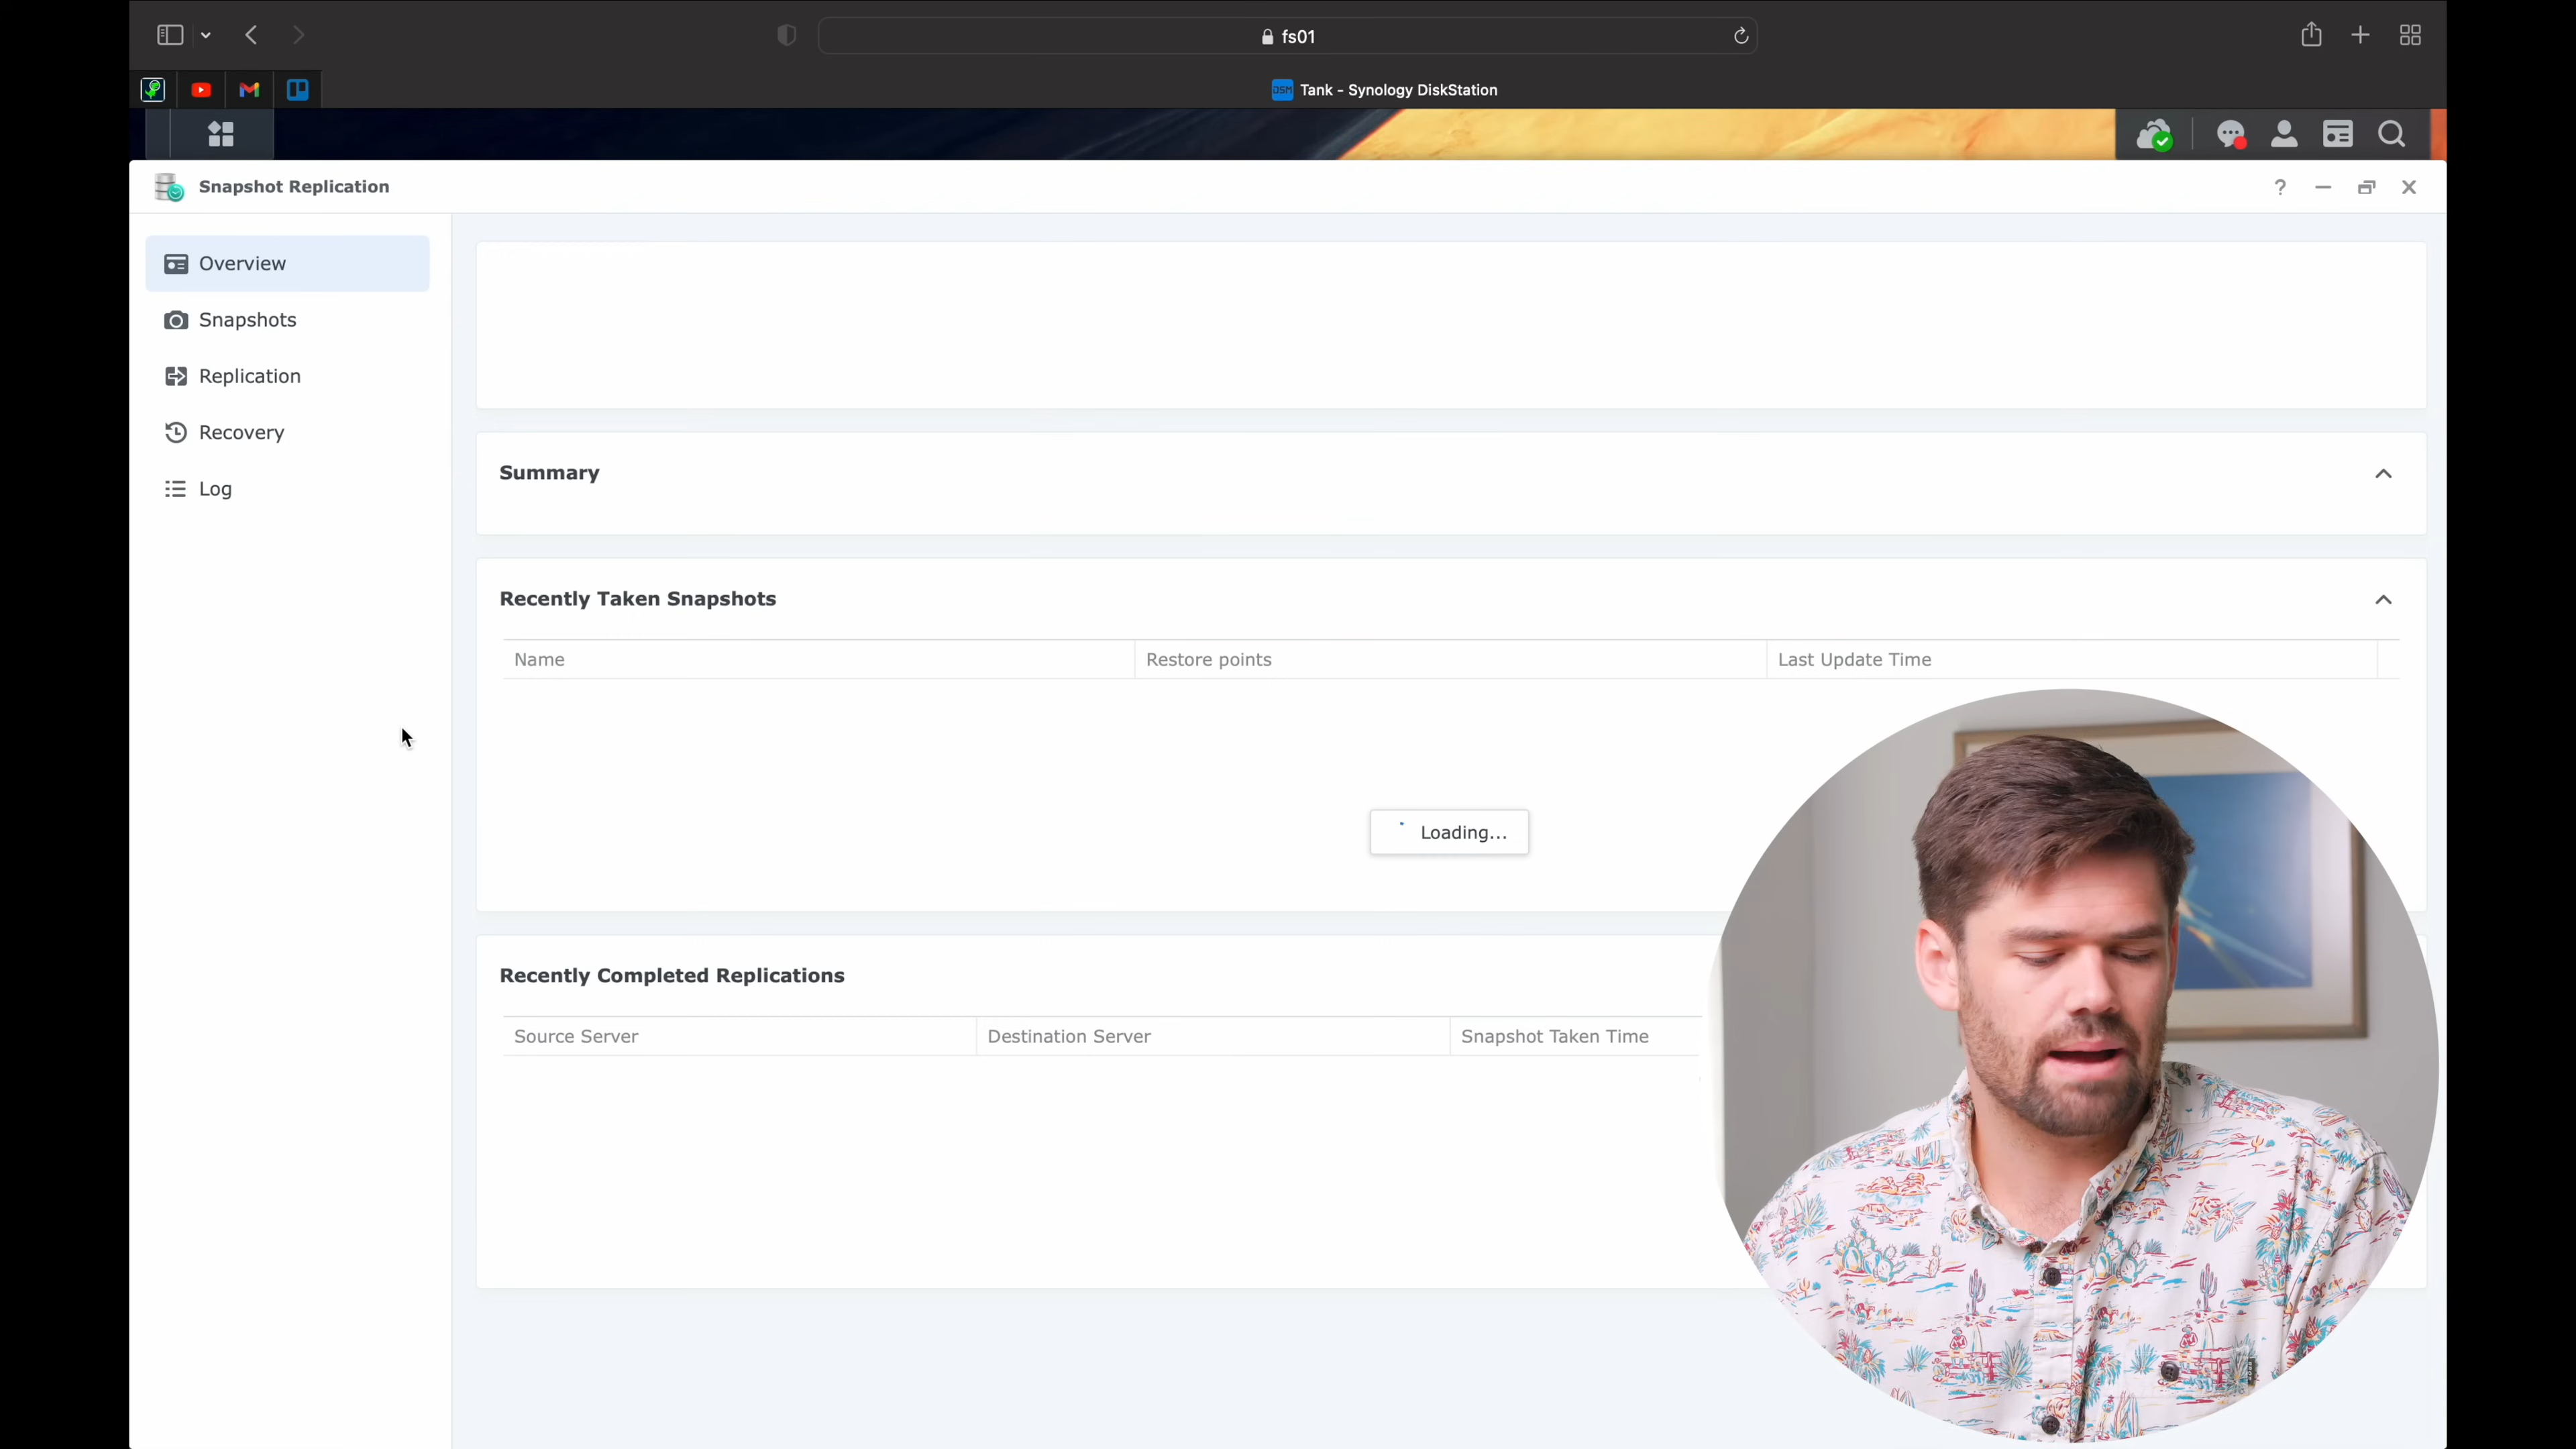 fs01
DSM Tank - Synology DiskStation
Snapshot Replication
Overview
Snapshots
Replication
Recovery
Log
Summary
Recently Taken Snapshots
Name Restore points Last Update Time
Loading...
Recently Completed Replications
Source Server Destination Server Snapshot Taken Time